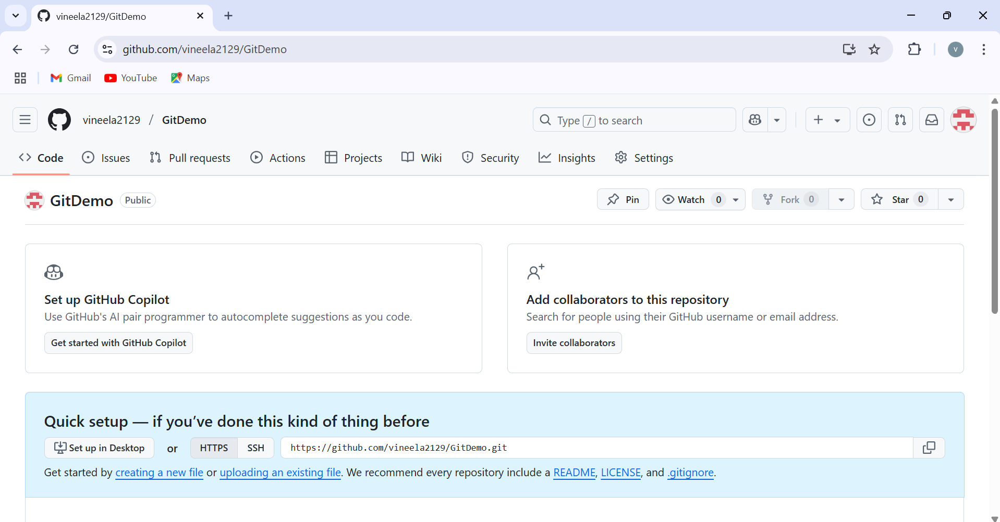 vineela2129/GitDemo
github.com/vineela2129/GitDemo
V
Gmail YouTube Maps
vineela2129 / GitDemo Type / to search
Code Issues Pull requests Actions Projects Wiki Security Insights Settings
GitDemo Public Pin Watch 0 Fork 0 Star 0
Set up GitHub Copilot
Use GitHub's AI pair programmer to autocomplete suggestions as you code.
Get started with GitHub Copilot
Add collaborators to this repository
Search for people using their GitHub username or email address.
Invite collaborators
Quick setup — if you’ve done this kind of thing before
Set up in Desktop or HTTPS SSH https://github.com/vineela2129/GitDemo.git
Get started by creating a new file or uploading an existing file. We recommend every repository include a README, LICENSE, and .gitignore.